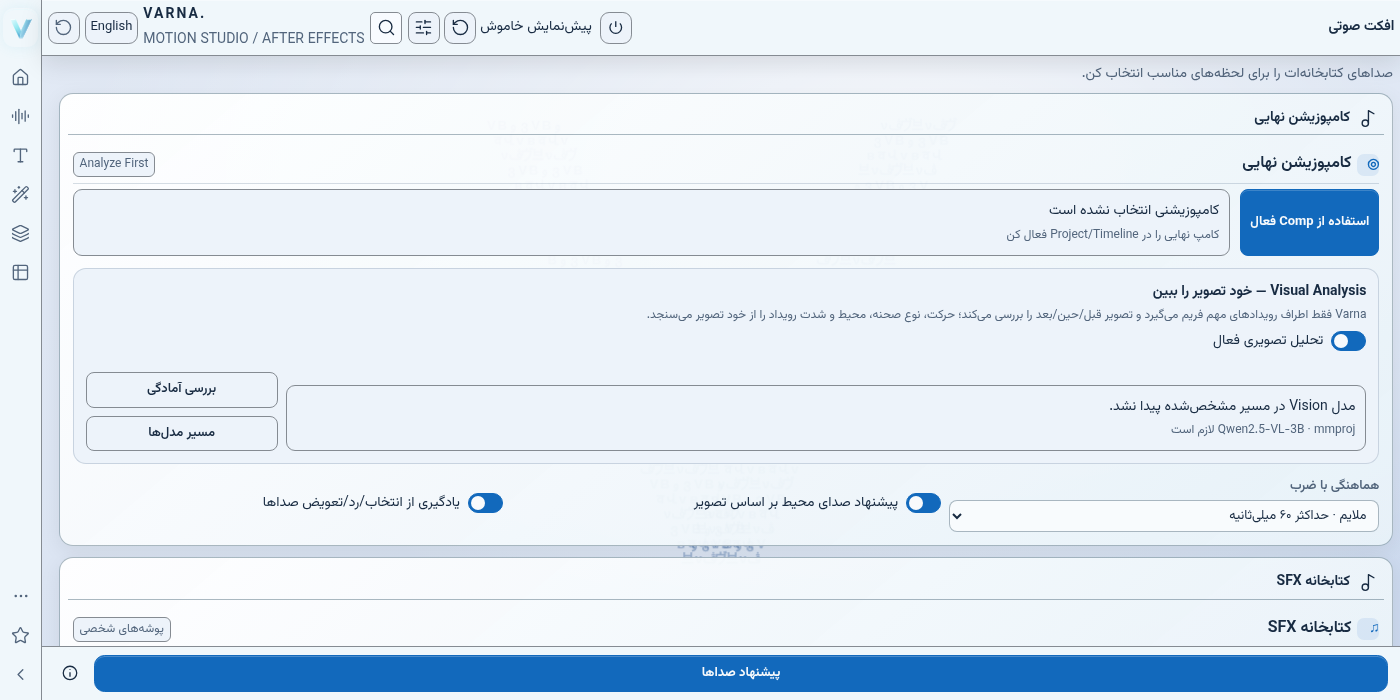 افکت صوتی
پیش‌نمایش خاموش
VARNA.
MOTION STUDIO / AFTER EFFECTS
English
صداهای کتابخانه‌ات را برای لحظه‌های مناسب انتخاب کن.
کامپوزیشن نهایی
کامپوزیشن نهایی
Analyze First
استفاده از Comp فعال
کامپوزیشنی انتخاب نشده است
کامپ نهایی را در Project/Timeline فعال کن
Visual Analysis — خود تصویر را ببین
Varna فقط اطراف رویدادهای مهم فریم می‌گیرد و تصویر قبل/حین/بعد را بررسی می‌کند؛ حرکت، نوع صحنه، محیط و شدت رویداد را از خود تصویر می‌سنجد.
تحلیل تصویری فعال
مدل Vision در مسیر مشخص‌شده پیدا نشد.
Qwen2.5-VL-3B · mmproj لازم است
بررسی آمادگی
مسیر مدل‌ها
هماهنگی با ضرب
ملایم · حداکثر ۶۰ میلی‌ثانیه
پیشنهاد صدای محیط بر اساس تصویر
یادگیری از انتخاب/رد/تعویض صداها
کتابخانه SFX
کتابخانه SFX
پوشه‌های شخصی
پیشنهاد صداها